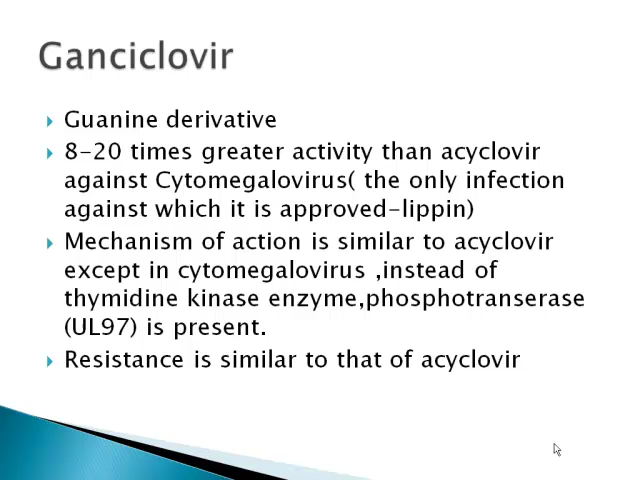 Ganciclovir
Guanine derivative
8-20 times greater activity than acyclovir
against Cytomegalovirus( the only infection
against which it is approved-lippin)
Mechanism of action is similar to acyclovir
except in cytomegalovirus ,instead of
thymidine kinase enzyme,phosphotranserase
(UL97) is present.
Resistance is similar to that of acyclovir